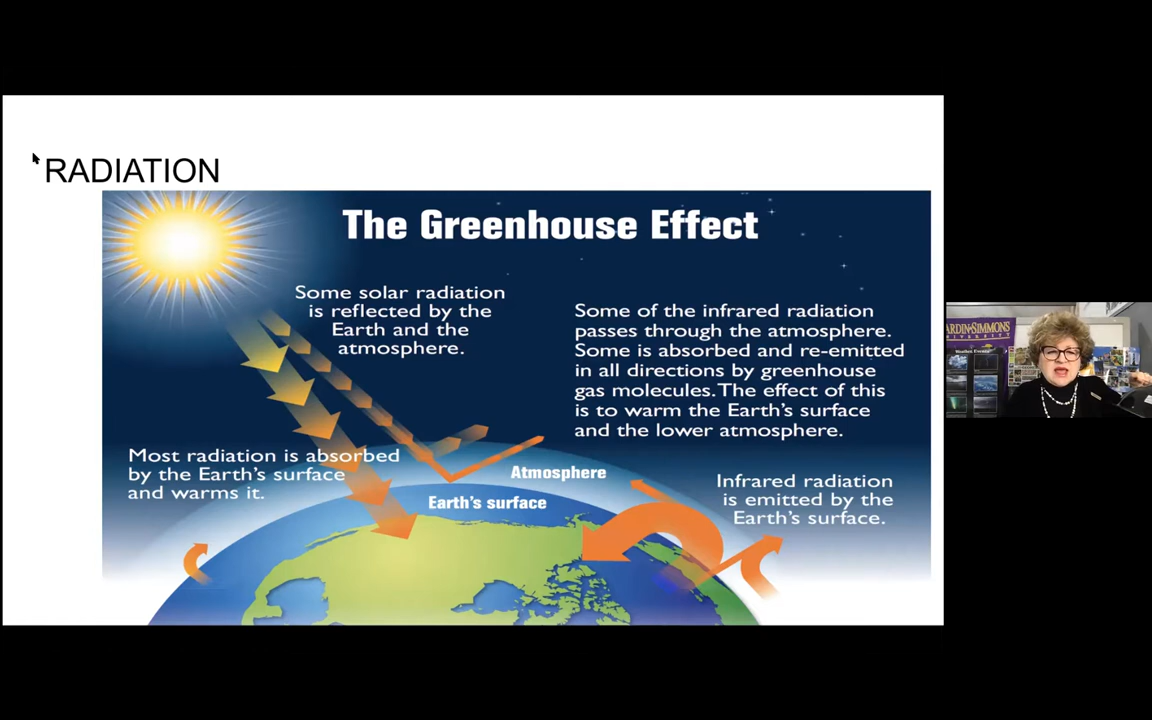 RADIATION
The Greenhouse Effect
Some solar radiation
is reflected by the
Earth and the
atmosphere.
Some of the infrared radiation
passes through the atmosphere.
Some is absorbed and re-emitted
in all directions by greenhouse
gas molecules. The effect of this
is to warm the Earth's surface
and the lower atmosphere.
Most radiation is absorbed
by the Earth's surface
and warms it.
Atmosphere
Earth's surface
Infrared radiation
is emitted by the
Earth's surface.
ARDIN-SIMMONS
UNIVERSITY